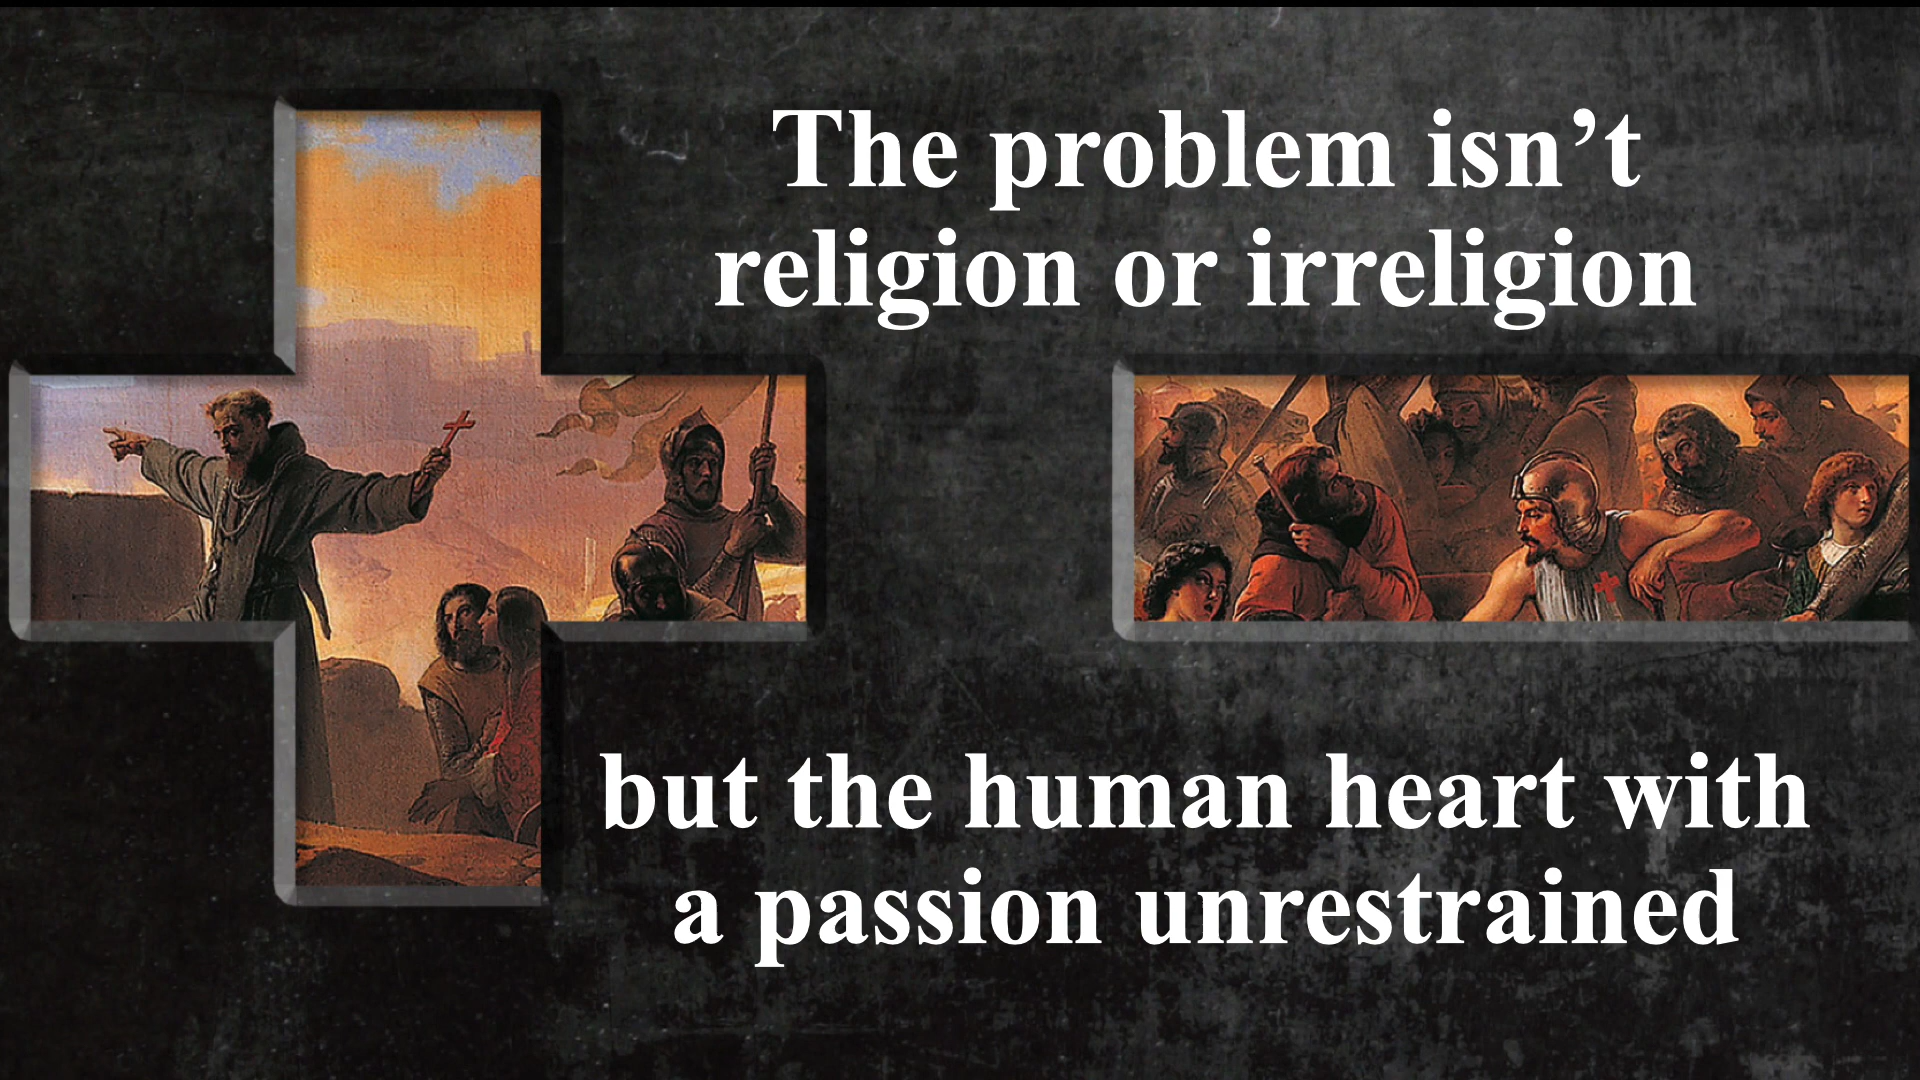 The problem isn’t
religion or irreligion
but the human heart with
a passion unrestrained